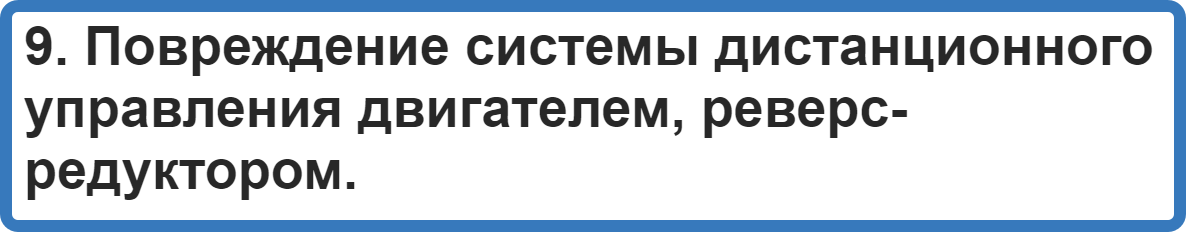 9. Повреждение системы дистанционного
управления двигателем, реверс-
редуктором.